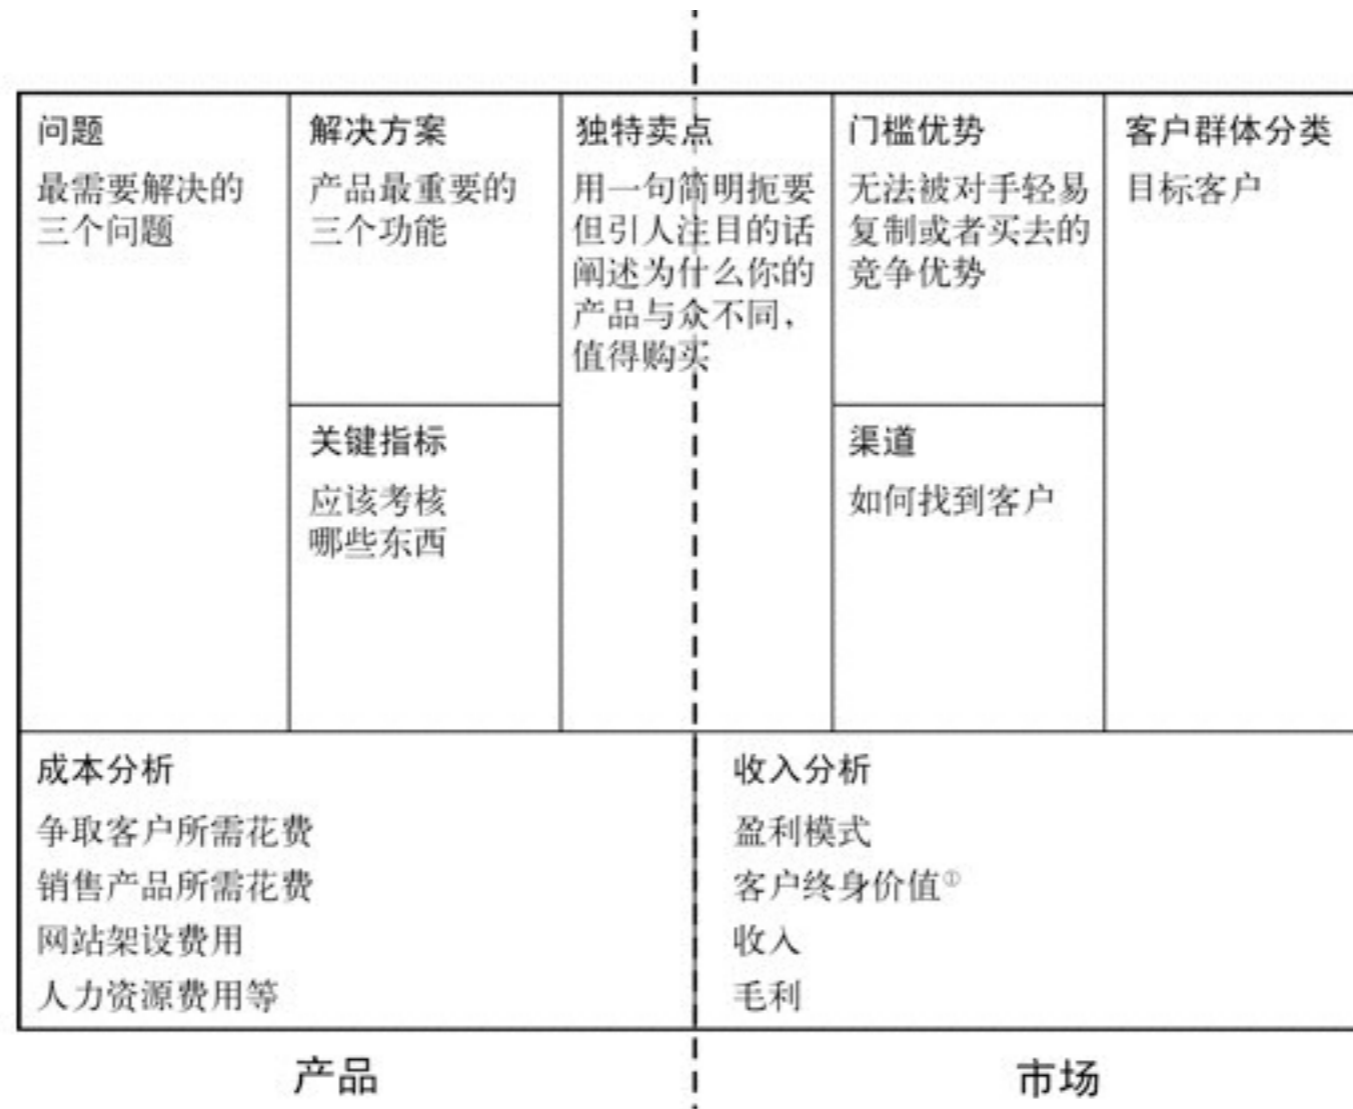 问题
最需要解决的
三个问题
解决方案
产品最重要的
三个功能
关键指标
应该考核
哪些东西
独特卖点
用一句简明扼要
但引人注目的话
阐述为什么你的
产品与众不同，
值得购买
门槛优势
无法被对手轻易
复制或者买去的
竞争优势
渠道
如何找到客户
客户群体分类
目标客户
成本分析
争取客户所需花费
销售产品所需花费
网站架设费用
人力资源费用等
收入分析
盈利模式
客户终身价值①
收入
毛利
产品
市场